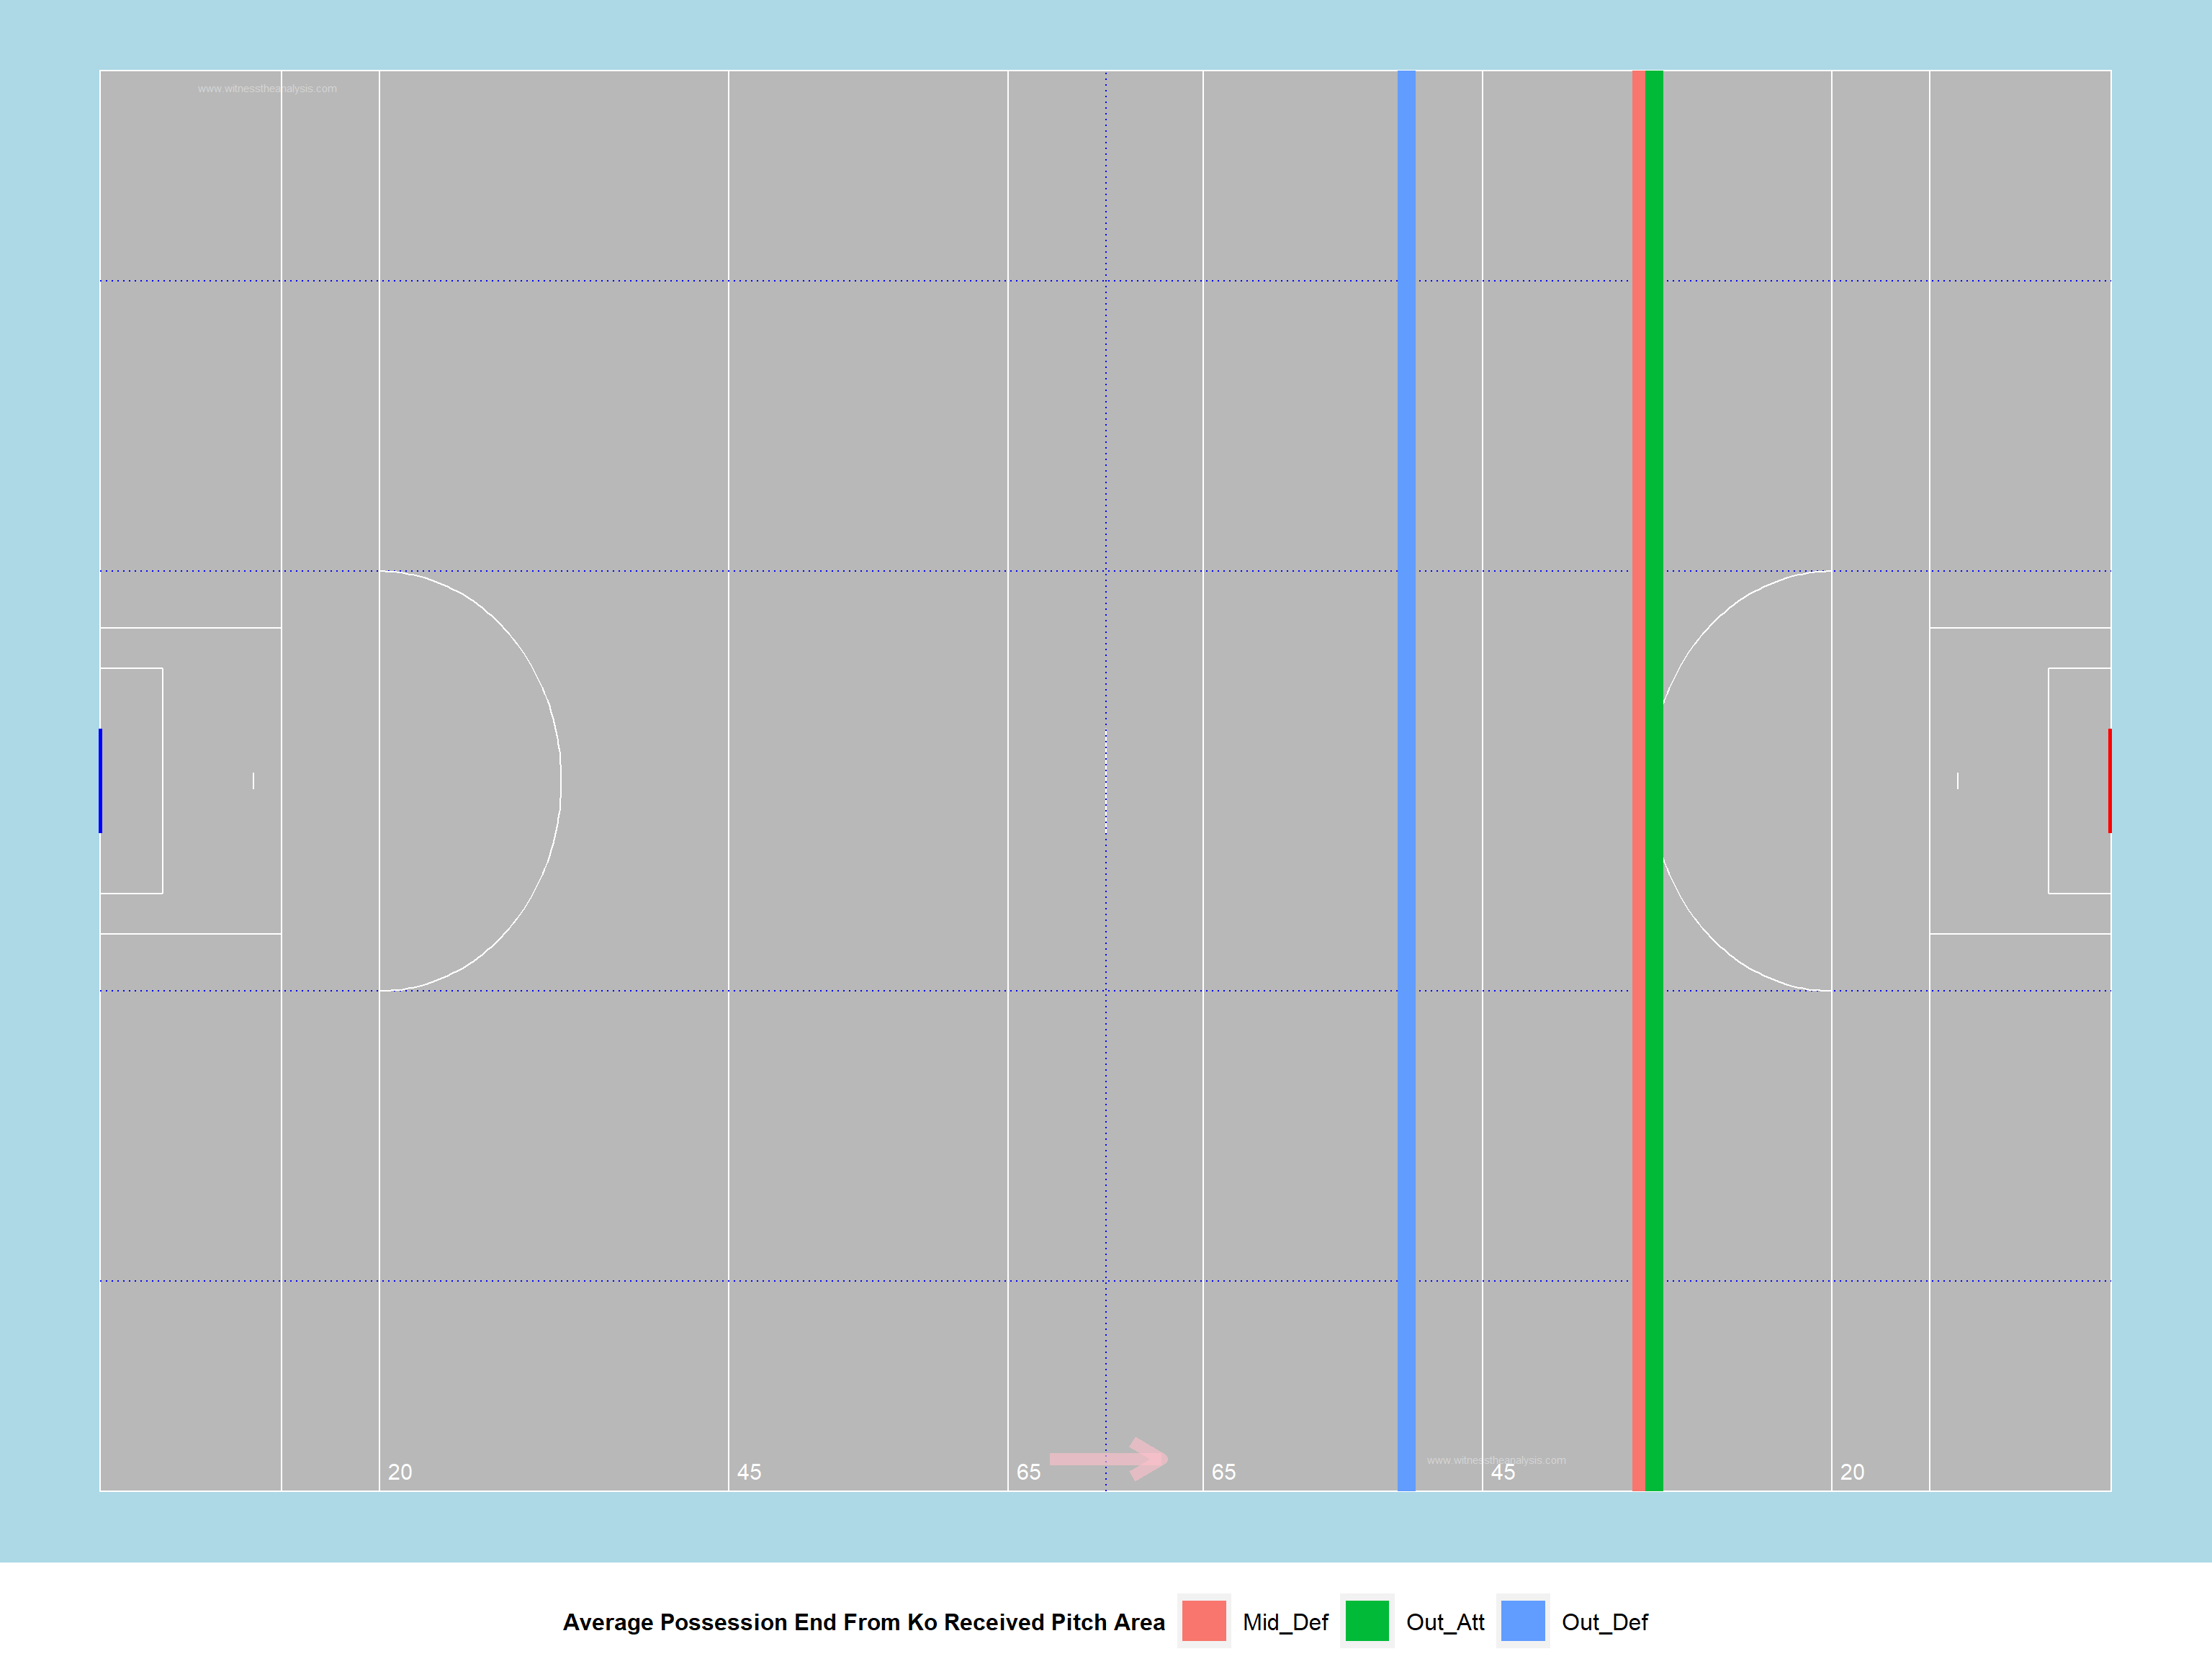 www.witnesstheanalysis.com
www.witnesstheanalysis.com
20 45 65 65 45 20
Average Possession End From Ko Received Pitch Area Mid_Def Out_Att Out_Def